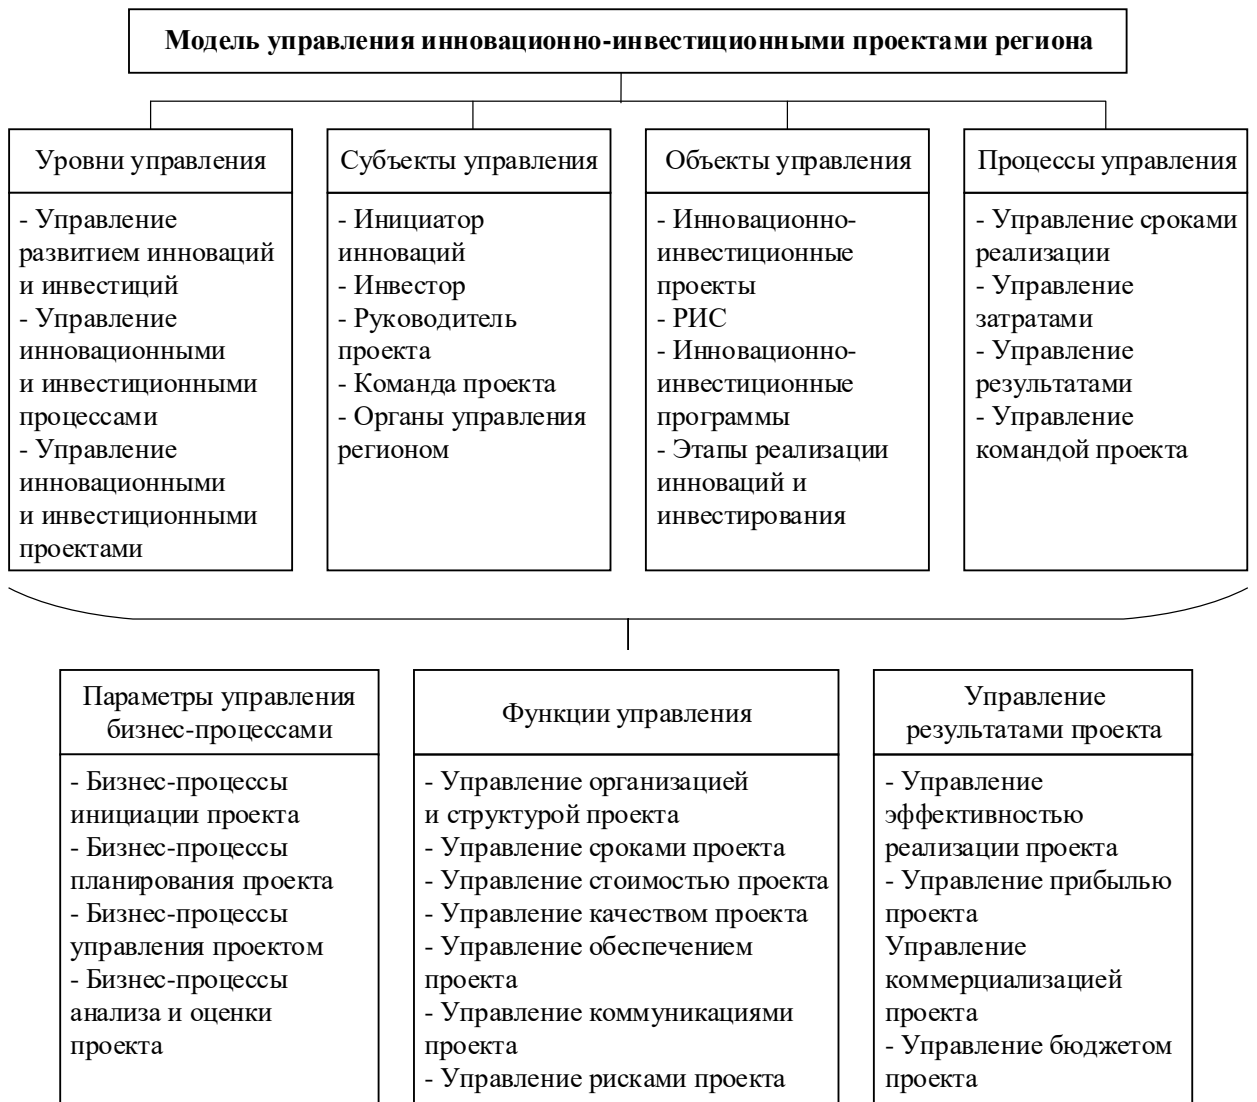 Модель управления инновационно-инвестиционными проектами региона
Уровни управления
- Управление
развитием инноваций
и инвестиций
- Управление
инновационными
и инвестиционными
процессами
- Управление
инновационными
и инвестиционными
проектами
Субъекты управления
- Инициатор
инноваций
- Инвестор
- Руководитель
проекта
- Команда проекта
- Органы управления
регионом
Объекты управления
- Инновационно-
инвестиционные
проекты
- РИС
- Инновационно-
инвестиционные
программы
- Этапы реализации
инноваций и
инвестирования
Процессы управления
- Управление сроками
реализации
- Управление
затратами
- Управление
результатами
- Управление
командой проекта
Параметры управления
бизнес-процессами
- Бизнес-процессы
инициации проекта
- Бизнес-процессы
планирования проекта
- Бизнес-процессы
управления проектом
- Бизнес-процессы
анализа и оценки
проекта
Функции управления
- Управление организацией
и структурой проекта
- Управление сроками проекта
- Управление стоимостью проекта
- Управление качеством проекта
- Управление обеспечением
проекта
- Управление коммуникациями
проекта
- Управление рисками проекта
Управление
результатами проекта
- Управление
эффективностью
реализации проекта
- Управление прибылью
проекта
Управление
коммерциализацией
проекта
- Управление бюджетом
проекта